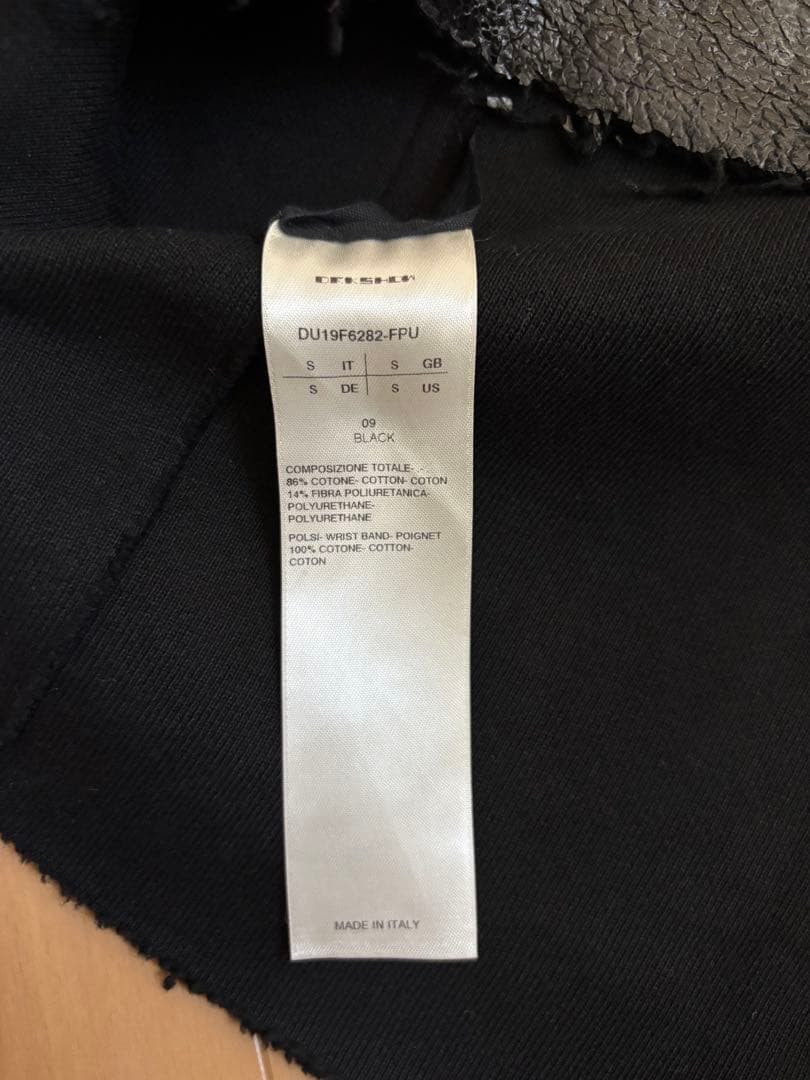 DRKSHDW
DU19F6282-FPU
S IT S GB
S DE S US
09
BLACK
COMPOSIZIONE TOTALE- .-
86% COTONE- COTTON- COTON
14% FIBRA POLIURETANICA-
POLYURETHANE-
POLYURETHANE
POLSI- WRIST BAND- POIGNET
100% COTONE- COTTON-
COTON
MADE IN ITALY